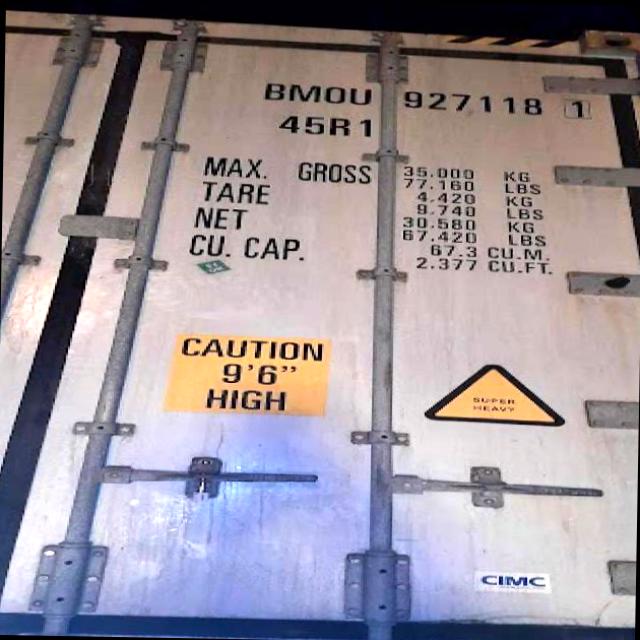 BMOU 927118 1
45R1
MAX. GROSS 35.000 KG
77.160 LBS
TARE 4.420 KG
9.740 LBS
NET 30.580 KG
67.420 LBS
CU. CAP. 67.3 CU.M.
2.377 CU.FT.
CAUTION
9'6"
HIGH
SUPER
HEAVY
CIMC